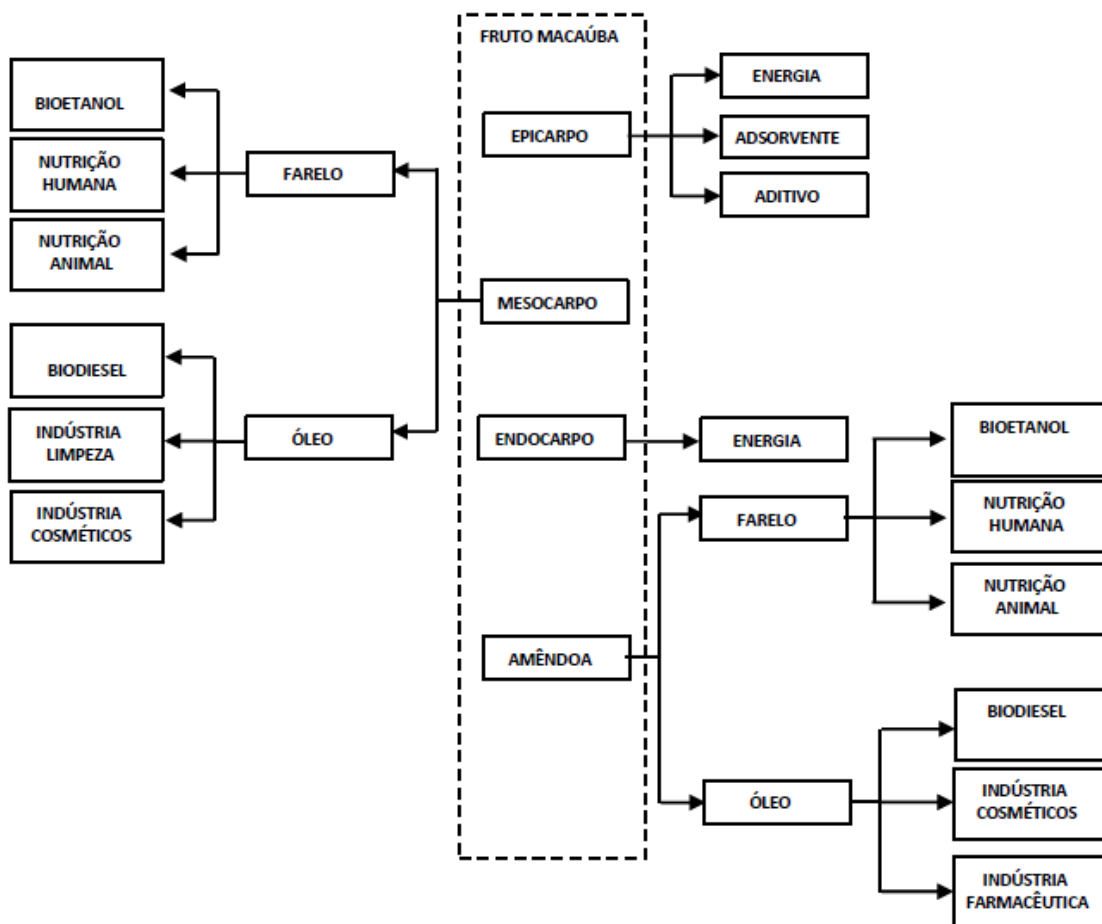 FRUTO MACAÚBA
EPICARPO
ENERGIA
ADSORVENTE
ADITIVO
MESOCARPO
FARELO
BIOETANOL
NUTRIÇÃO
HUMANA
NUTRIÇÃO
ANIMAL
ÓLEO
BIODIESEL
INDÚSTRIA
LIMPEZA
INDÚSTRIA
COSMÉTICOS
ENDOCARPO
ENERGIA
AMÊNDOA
FARELO
BIOETANOL
NUTRIÇÃO
HUMANA
NUTRIÇÃO
ANIMAL
ÓLEO
BIODIESEL
INDÚSTRIA
COSMÉTICOS
INDÚSTRIA
FARMACÊUTICA